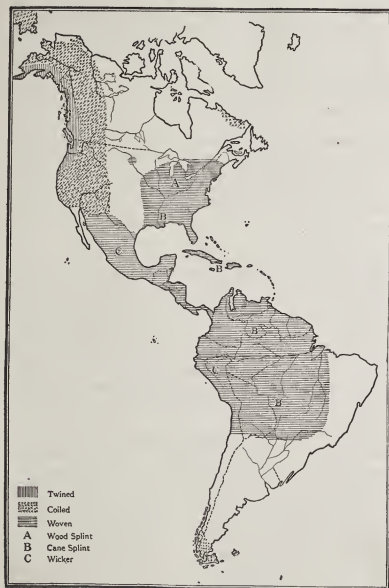 A
B
C
B
B
C
B
Twined
Coiled
Woven
A Wood Splint
B Cane Splint
C Wicker